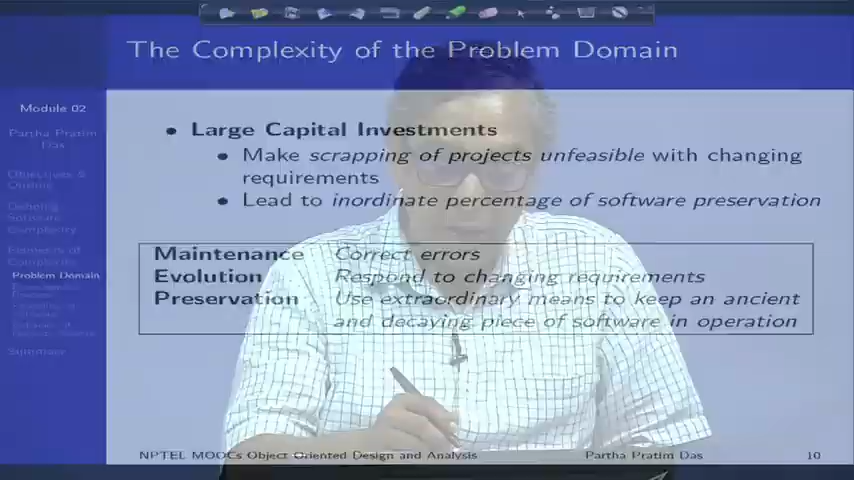 The Complexity of the Problem Domain
Module 02
Partha Pratim
Das
Objectives &
Outline
Defining
Software
Complexity
Elements of
Complexity
Problem Domain
Summary
Large Capital Investments
Make scrapping of projects unfeasible with changing
requirements
Lead to inordinate percentage of software preservation
Maintenance Correct errors
Evolution Respond to changing requirements
Preservation Use extraordinary means to keep an ancient
and decaying piece of software in operation
NPTEL MOOCs Object Oriented Design and Analysis Partha Pratim Das 10